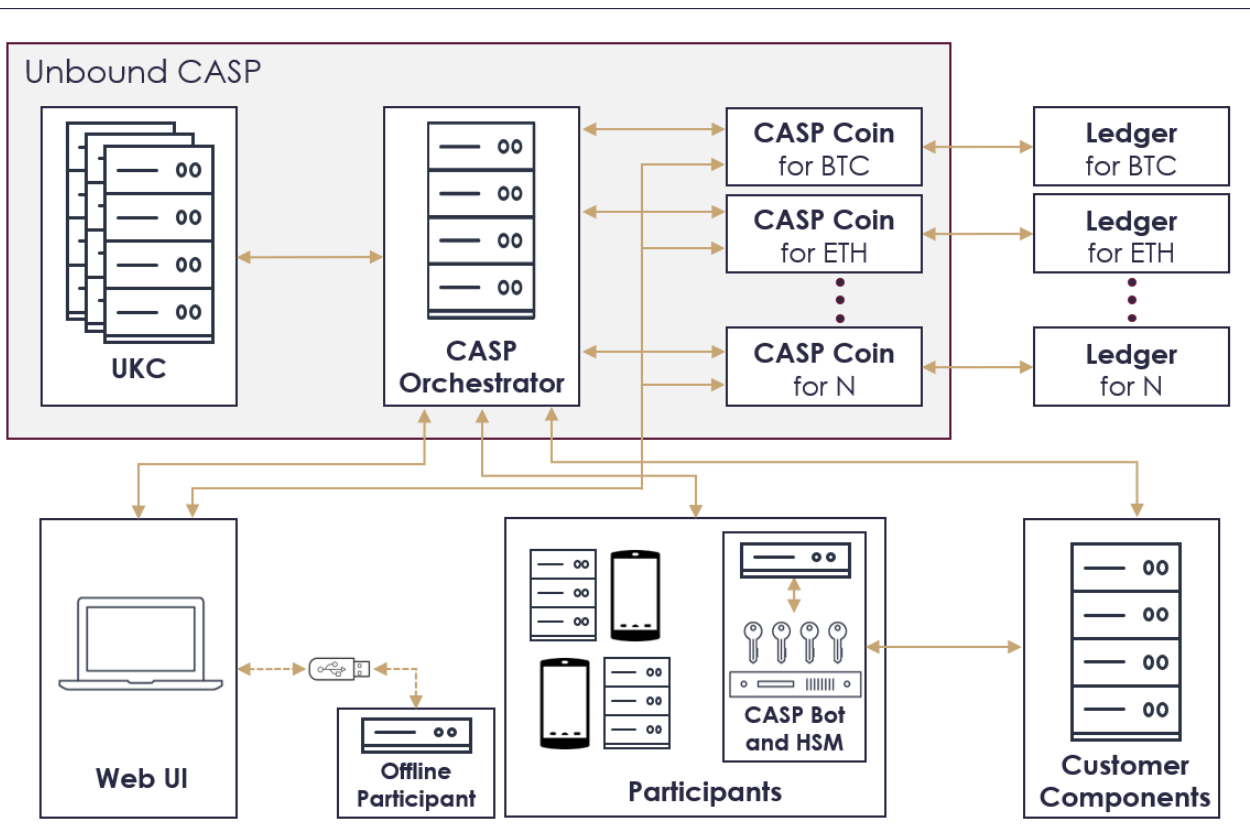 Unbound CASP
UKC
CASP
Orchestrator
CASP Coin
for BTC
Ledger
for BTC
CASP Coin
for ETH
Ledger
for ETH
CASP Coin
for N
Ledger
for N
Web UI
Offline
Participant
CASP Bot
and HSM
Participants
Customer
Components